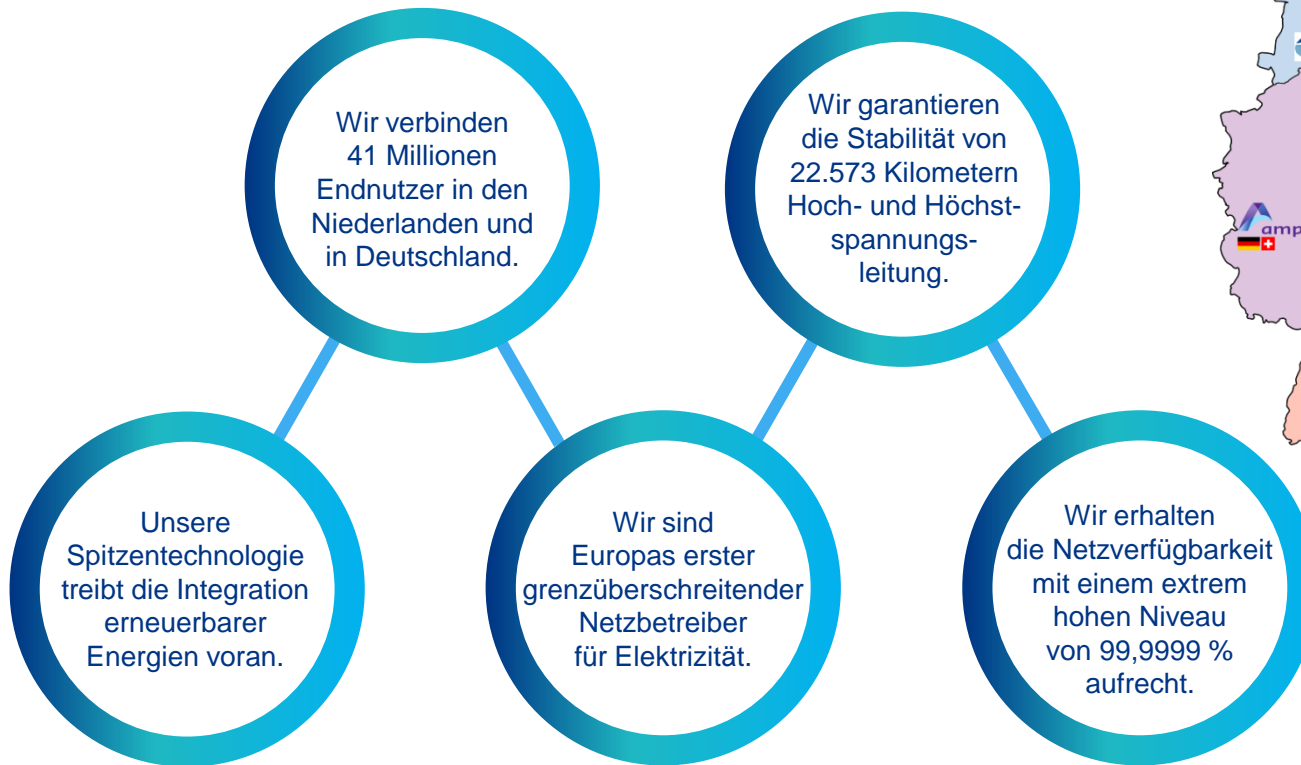 Wir verbinden
41 Millionen
Endnutzer in den
Niederlanden und
in Deutschland.
Wir garantieren
die Stabilität von
22.573 Kilometern
Hoch- und Höchst-
spannungs-
leitung.
amp
Unsere
Spitzentechnologie
treibt die Integration
erneuerbarer
Energien voran.
Wir sind
Europas erster
grenzüberschreitender
Netzbetreiber
für Elektrizität.
Wir erhalten
die Netzverfügbarkeit
mit einem extrem
hohen Niveau
von 99,9999 %
aufrecht.